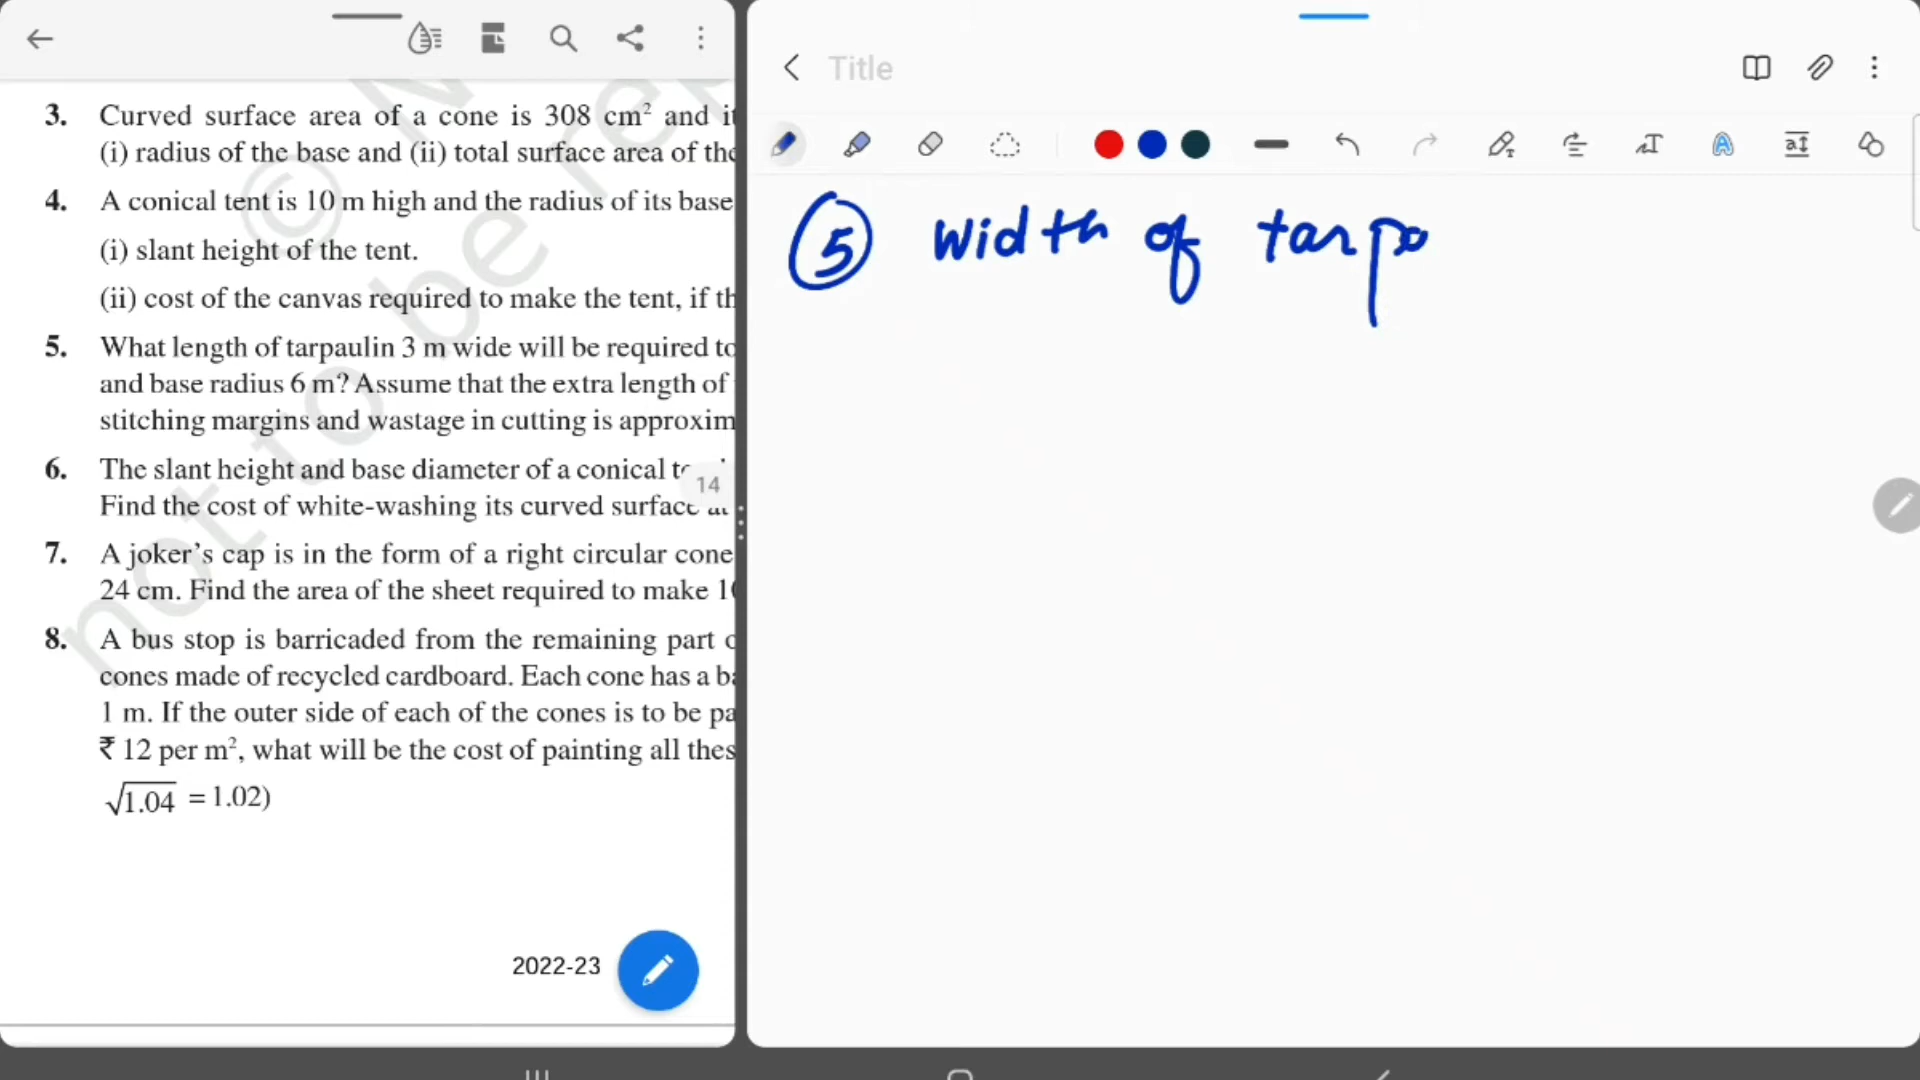 Title
3. Curved surface area of a cone is 308 cm² and
(i) radius of the base and (ii) total surface area of the
4. A conical tent is 10 m high and the radius of its base
(i) slant height of the tent.
(ii) cost of the canvas required to make the tent, if
5. What length of tarpaulin 3 m wide will be required to
and base radius 6 m? Assume that the extra length of
stitching margins and wastage in cutting is
6. The slant height and base diameter of a conical
14
Find the cost of white-washing its curved surface at
7. A joker's cap is in the form of a right circular cone
24 cm. Find the area of the sheet required to make
8. A bus stop is barricaded from the remaining part
cones made of recycled cardboard. Each cone has a
1 m. If the outer side of each of the cones is to be
₹ 12 per m², what will be the cost of painting all
√1.04 = 1.02)
2022-23
not to be
©
5 width of tarpo